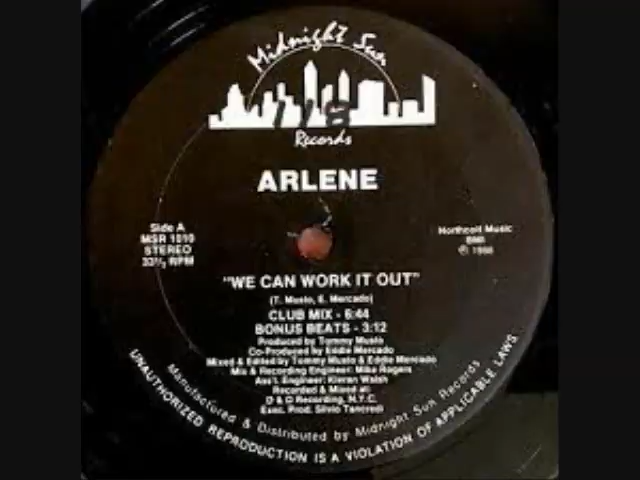 Midnight Sun
118
Records
ARLENE
Side A
MSR 1010
STEREO
33⅓ RPM
Northcott Music
BMI
℗ 1988
"WE CAN WORK IT OUT"
(T. Musto, E. Mercado)
CLUB MIX - 6:44
BONUS BEATS - 3:12
Produced by Tommy Musto
Co-Produced by Eddie Mercado
Mixed & Edited by Tommy Musto & Eddie Mercado
Mix & Recording Engineer: Mike Rogers
Ass't. Engineer: Kieran Walsh
Recorded & Mixed at
D & D Recording, N.Y.C.
Exec. Prod. Silvio Tancredi
Manufactured & Distributed by Midnight Sun Records
UNAUTHORIZED REPRODUCTION IS A VIOLATION OF APPLICABLE LAWS